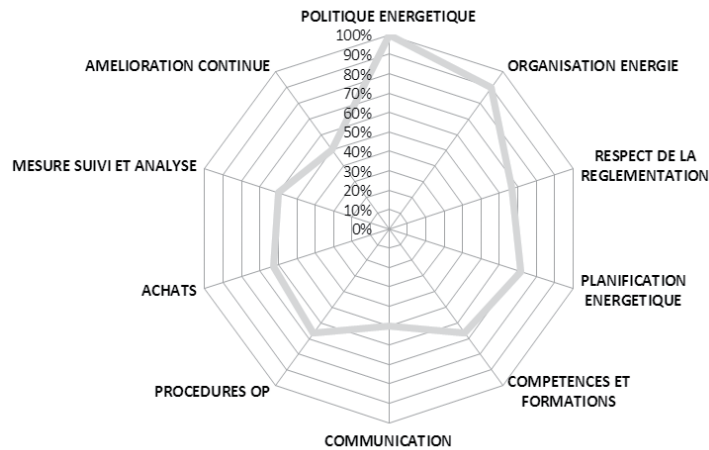 POLITIQUE ENERGETIQUE
100%
90%
80%
70%
60%
50%
40%
30%
20%
10%
0%
ORGANISATION ENERGIE
RESPECT DE LA
REGLEMENTATION
PLANIFICATION
ENERGETIQUE
COMPETENCES ET
FORMATIONS
COMMUNICATION
PROCEDURES OP
ACHATS
MESURE SUIVI ET ANALYSE
AMELIORATION CONTINUE